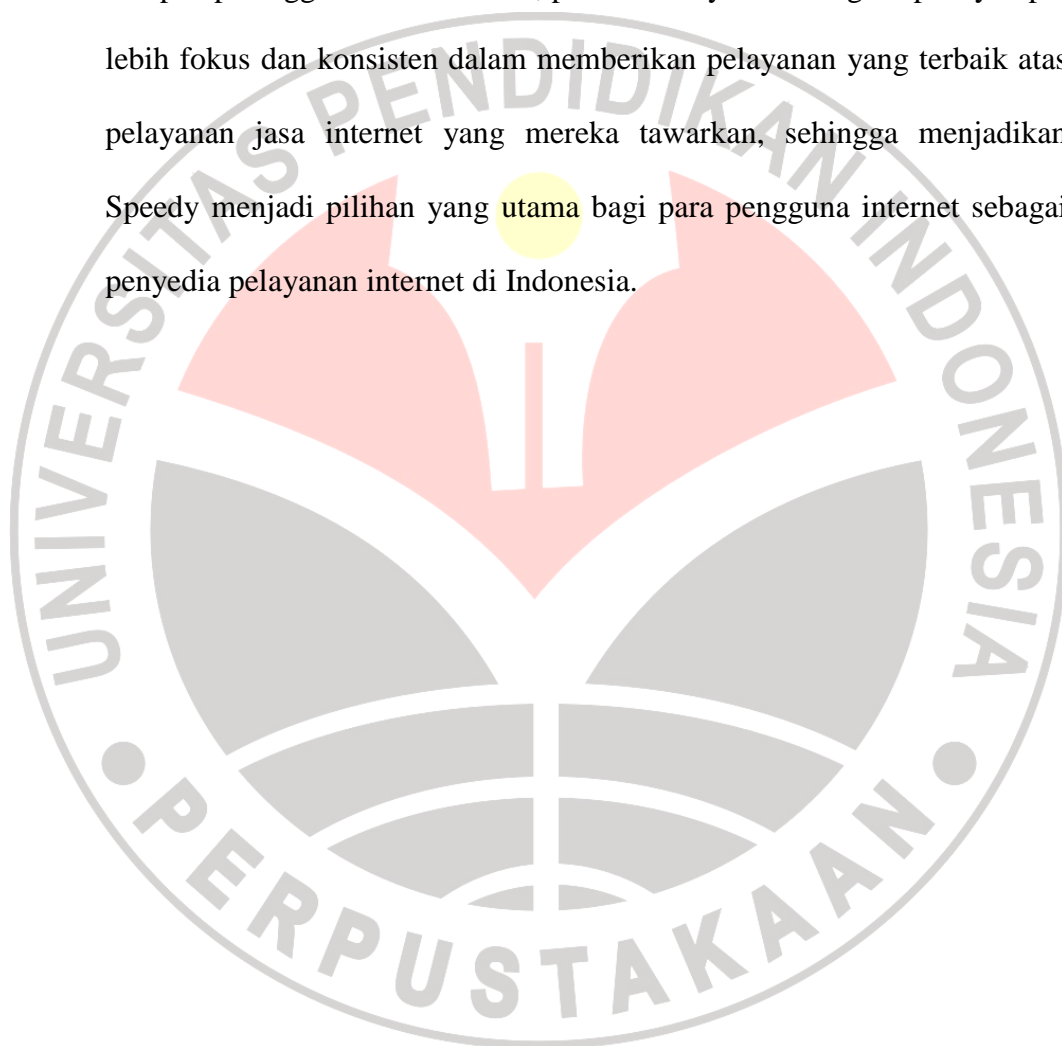 lebih fokus dan konsisten dalam memberikan pelayanan yang terbaik atas
pelayanan jasa internet yang mereka tawarkan, sehingga menjadikan
Speedy menjadi pilihan yang utama bagi para pengguna internet sebagai
penyedia pelayanan internet di Indonesia.
UNIVERSITAS PENDIDIKAN INDONESIA
PERPUSTAKAAN